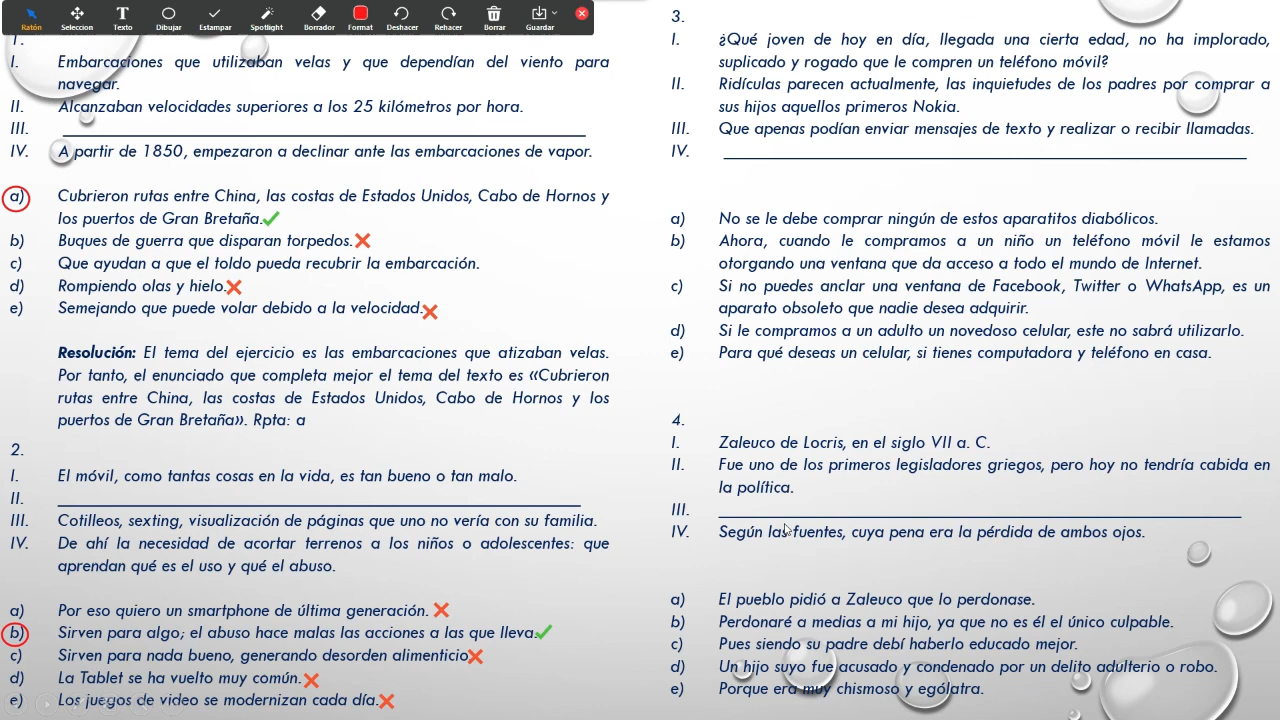 Ratón Seleccion Texto Dibujar Estampar Spotlight Borrador Format Deshacer Rehacer Borrar Guardar
1.
I. Embarcaciones que utilizaban velas y que dependían del viento para
navegar.
II. Alcanzaban velocidades superiores a los 25 kilómetros por hora.
III. ____________________
IV. A partir de 1850, empezaron a declinar ante las embarcaciones de vapor.
a) Cubrieron rutas entre China, las costas de Estados Unidos, Cabo de Hornos y
los puertos de Gran Bretaña.
b) Buques de guerra que disparan torpedos.
c) Que ayudan a que el toldo pueda recubrir la embarcación.
d) Rompiendo olas y hielo.
e) Semejando que puede volar debido a la velocidad.
Resolución: El tema del ejercicio es las embarcaciones que atizaban velas.
Por tanto, el enunciado que completa mejor el tema del texto es «Cubrieron
rutas entre China, las costas de Estados Unidos, Cabo de Hornos y los
puertos de Gran Bretaña». Rpta: a
2.
I. El móvil, como tantas cosas en la vida, es tan bueno o tan malo.
II. ____________________
III. Cotilleos, sexting, visualización de páginas que uno no vería con su familia.
IV. De ahí la necesidad de acortar terrenos a los niños o adolescentes: que
aprendan qué es el uso y qué el abuso.
a) Por eso quiero un smartphone de última generación.
b) Sirven para algo; el abuso hace malas las acciones a las que lleva.
c) Sirven para nada bueno, generando desorden alimenticio
d) La Tablet se ha vuelto muy común.
e) Los juegos de video se modernizan cada día.
3.
I. ¿Qué joven de hoy en día, llegada una cierta edad, no ha implorado,
suplicado y rogado que le compren un teléfono móvil?
II. Ridículas parecen actualmente, las inquietudes de los padres por comprar a
sus hijos aquellos primeros Nokia.
III. Que apenas podían enviar mensajes de texto y realizar o recibir llamadas.
IV. ____________________
a) No se le debe comprar ningún de estos aparatitos diabólicos.
b) Ahora, cuando le compramos a un niño un teléfono móvil le estamos
otorgando una ventana que da acceso a todo el mundo de Internet.
c) Si no puedes anclar una ventana de Facebook, Twitter o WhatsApp, es un
aparato obsoleto que nadie desea adquirir.
d) Si le compramos a un adulto un novedoso celular, este no sabrá utilizarlo.
e) Para qué deseas un celular, si tienes computadora y teléfono en casa.
4.
I. Zaleuco de Locris, en el siglo VII a. C.
II. Fue uno de los primeros legisladores griegos, pero hoy no tendría cabida en
la política.
III. ____________________
IV. Según las fuentes, cuya pena era la pérdida de ambos ojos.
a) El pueblo pidió a Zaleuco que lo perdonase.
b) Perdonaré a medias a mi hijo, ya que no es él el único culpable.
c) Pues siendo su padre debí haberlo educado mejor.
d) Un hijo suyo fue acusado y condenado por un delito adulterio o robo.
e) Porque era muy chismoso y ególatra.